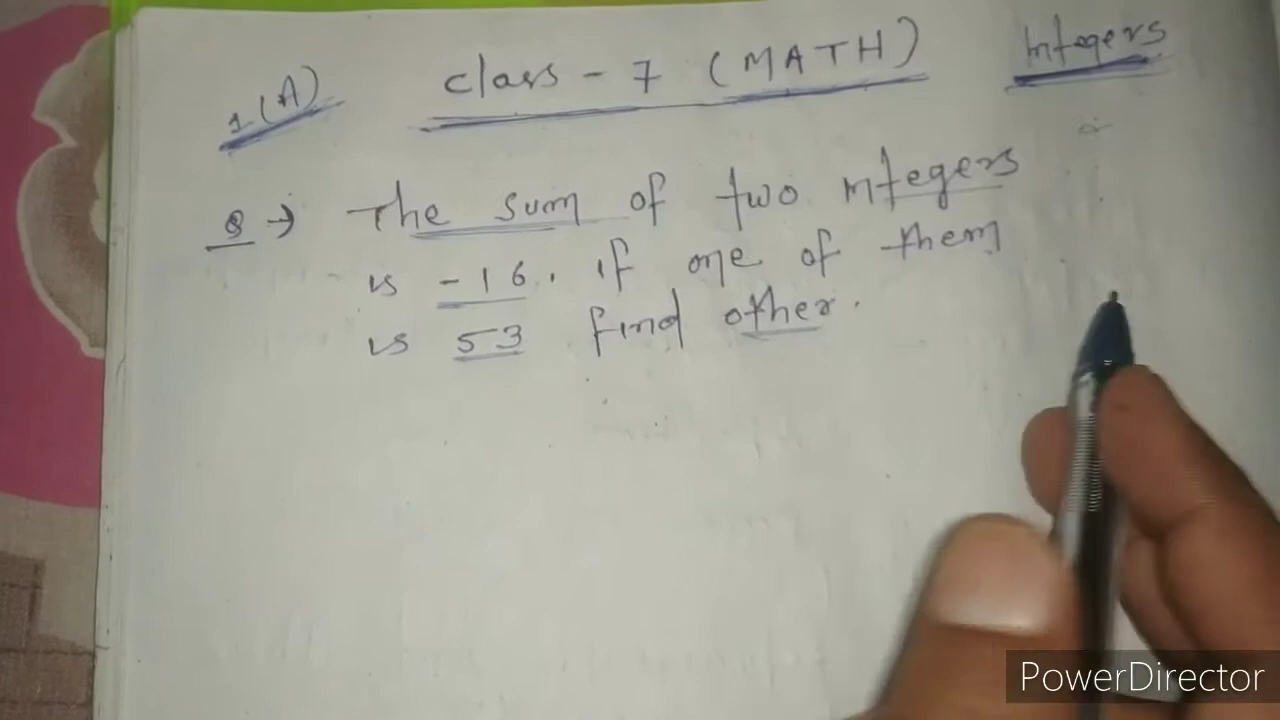 1(A) Class - 7 (MATH) Integers
Q → The sum of two integers
is -16. if one of them
is 53 find other.
PowerDirector